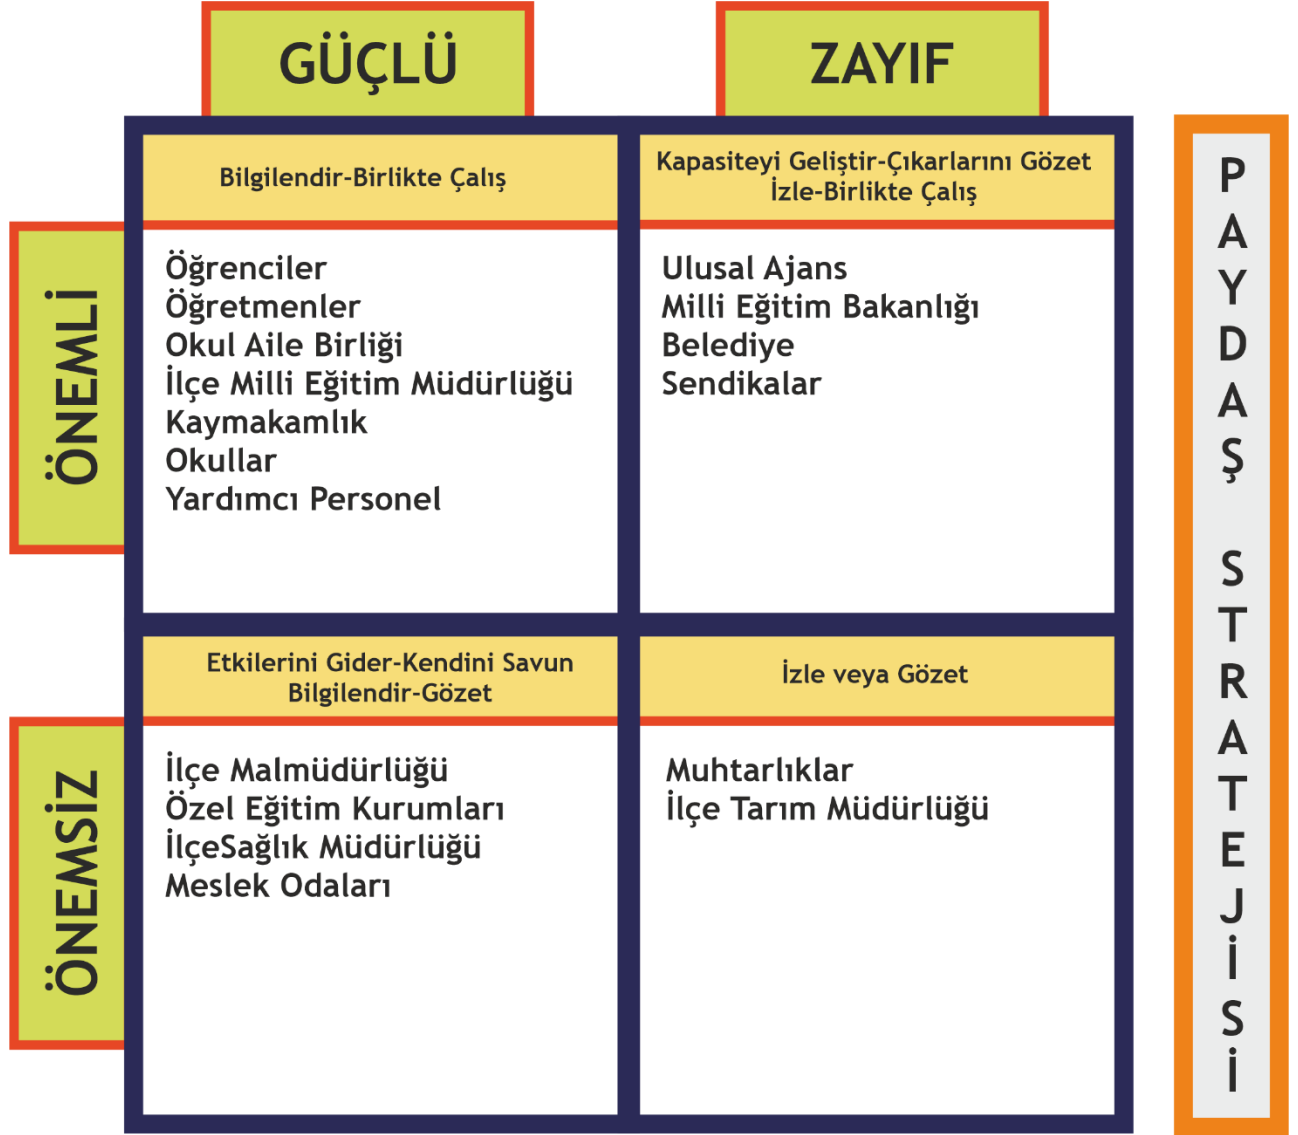 GÜÇLÜ
ZAYIF
Bilgilendir-Birlikte Çalış
Kapasiteyi Geliştir-Çıkarlarını Gözet
İzle-Birlikte Çalış
ÖNEMLİ
Öğrenciler
Öğretmenler
Okul Aile Birliği
İlçe Milli Eğitim Müdürlüğü
Kaymakamlık
Okullar
Yardımcı Personel
Ulusal Ajans
Milli Eğitim Bakanlığı
Belediye
Sendikalar
Etkilerini Gider-Kendini Savun
Bilgilendir-Gözet
İzle veya Gözet
ÖNEMSİZ
İlçe Malmüdürlüğü
Özel Eğitim Kurumları
İlçeSağlık Müdürlüğü
Meslek Odaları
Muhtarlıklar
İlçe Tarım Müdürlüğü
PAYDAŞ STRATEJİSİ